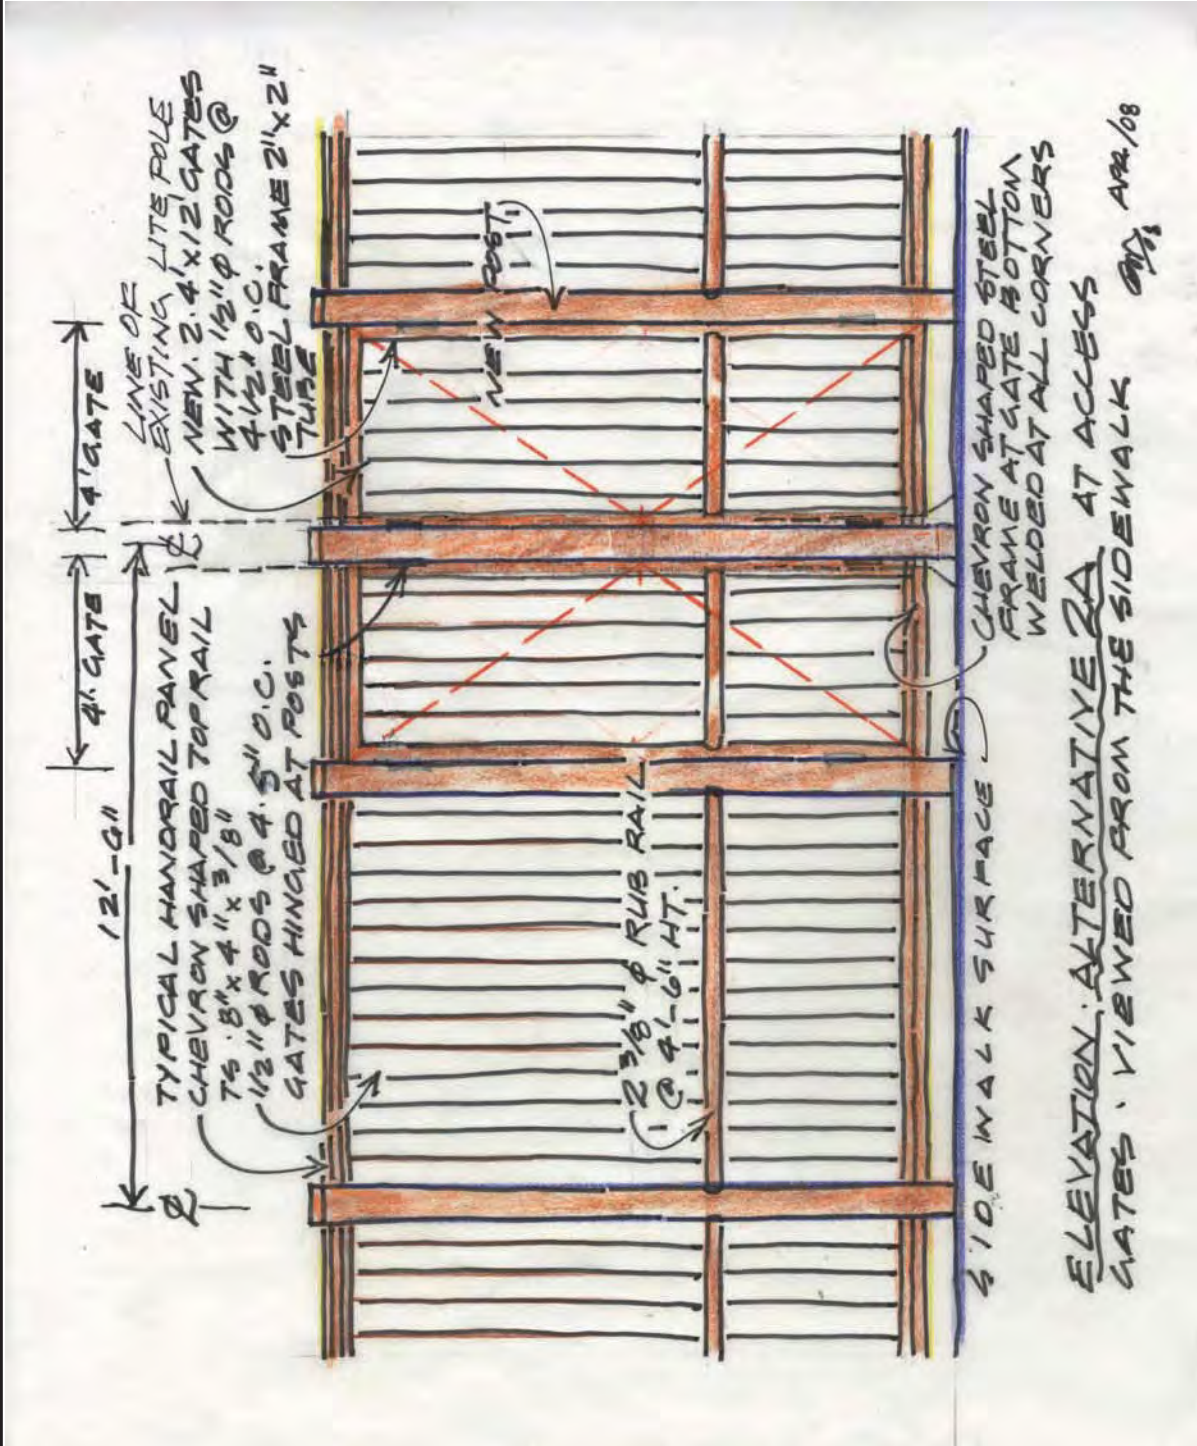 12'-6"
4'. GATE
4' GATE
TYPICAL HANDRAIL PANEL
CHEVRON SHAPED TOP RAIL
TS . 8" x 4" x 3/8"
1/2" φ RODS @ 4.5" O.C.
GATES HINGED AT POSTS
LINE OF
EXISTING LITE POLE
NEW. 2. 4' x 12' GATES
WITH 1/2" φ RODS @
4 1/2" O.C.
STEEL FRAME 2" x 2"
TUBE
NEW POST
2 3/8" φ RUB RAIL
@ 4'-6" HT.
SIDEWALK SURFACE
CHEVRON SHAPED STEEL
FRAME AT GATE BOTTOM
WELDED AT ALL CORNERS
ELEVATION: ALTERNATIVE 2A AT ACCESS
GATES . VIEWED FROM THE SIDEWALK
APR/08